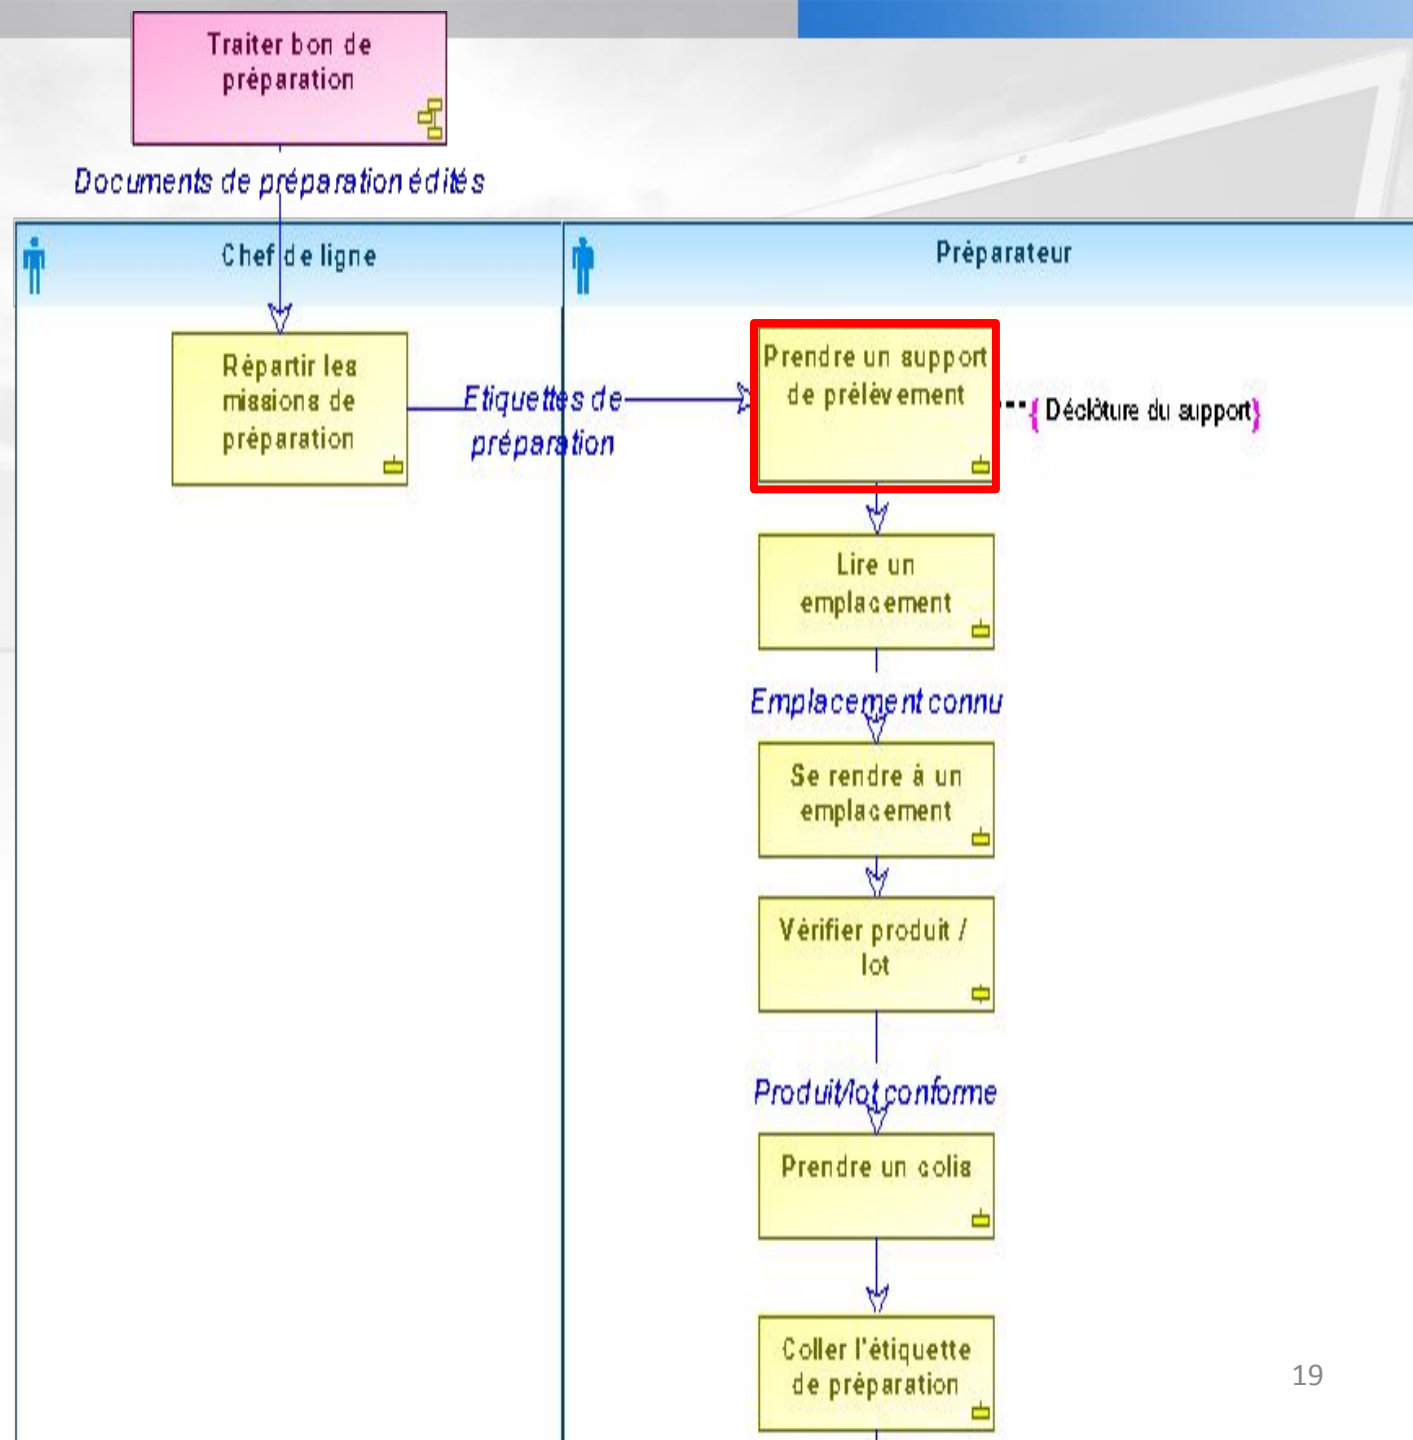 Traiter bon de
préparation
Documents de préparation édités
Chef de ligne
Préparateur
Répartir les
missions de
préparation
Etiquettes de
préparation
Prendre un support
de prélèvement
{ Déclôture du support}
Lire un
emplacement
Emplacement connu
Se rendre à un
emplacement
Vérifier produit /
lot
Produit/lot conforme
Prendre un colis
Coller l'étiquette
de préparation
19